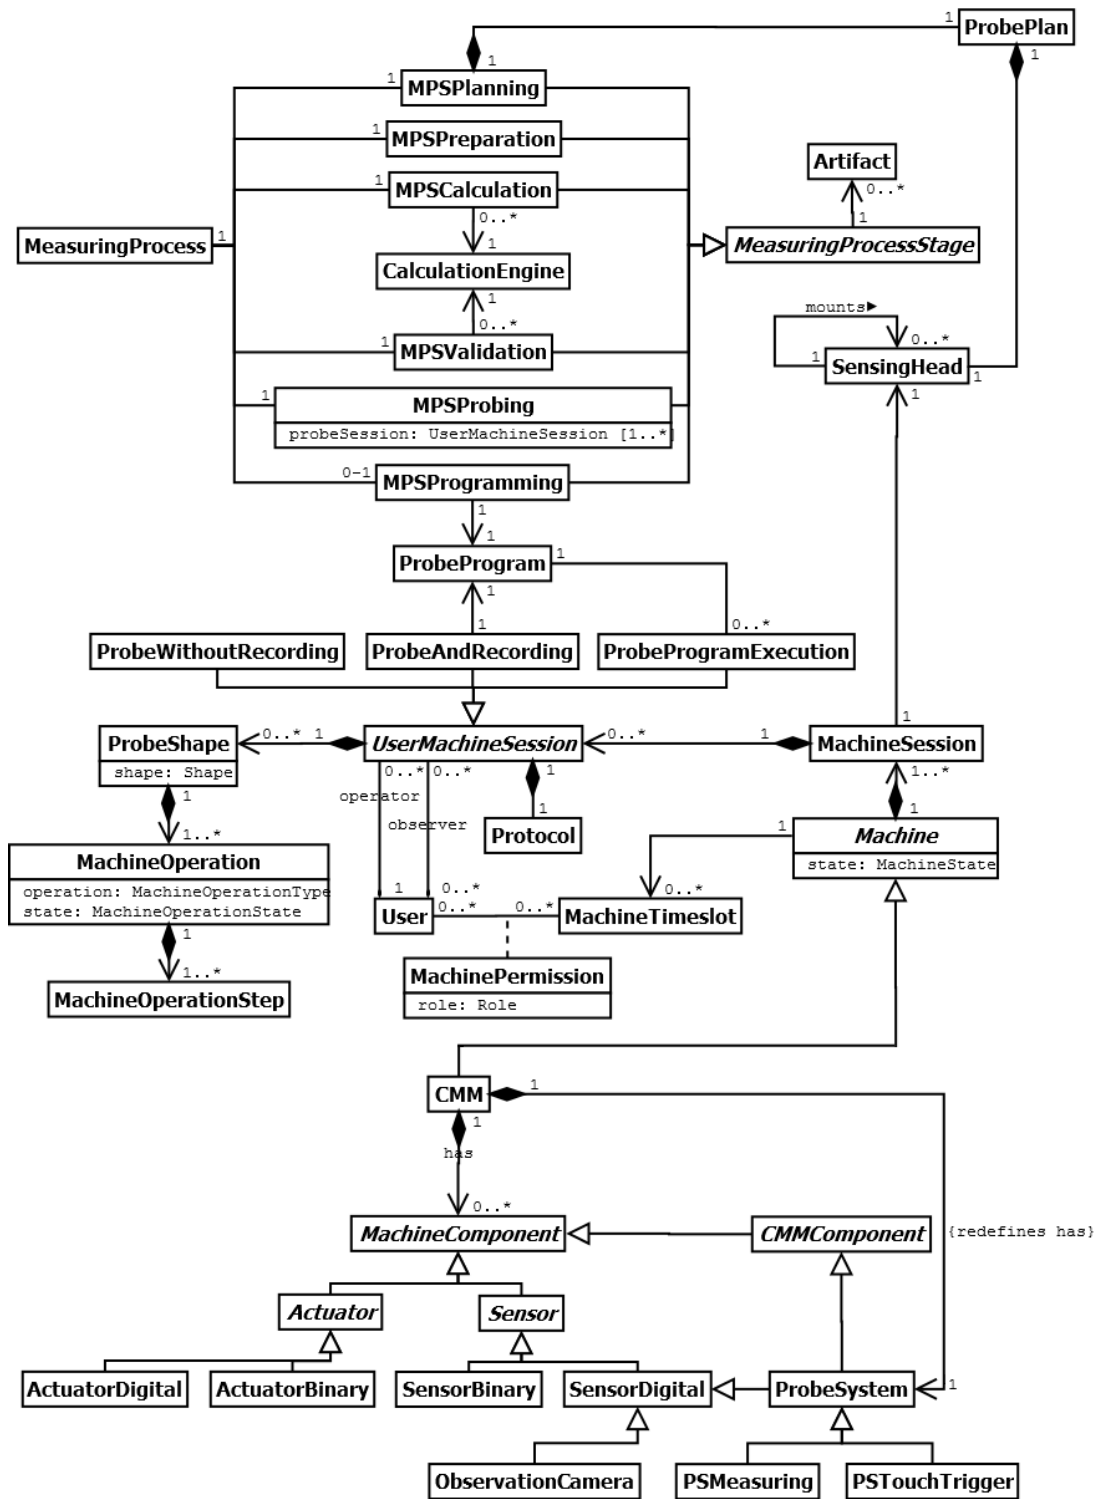 1 ProbePlan
1
1
1 MPSPlanning
1 MPSPreparation
Artifact
1 MPSCalculation
0..*
0..*
1
MeasuringProcess 1
MeasuringProcessStage
1
CalculationEngine
1
mounts►
0..*
0..*
1 MPSValidation
1 SensingHead 1
1
1 MPSProbing
probeSession: UserMachineSession [1..*]
0-1 MPSProgramming
1
1
ProbeProgram 1
1
1
0..*
ProbeWithoutRecording ProbeAndRecording ProbeProgramExecution
1
ProbeShape 0..* 1 UserMachineSession 0..* 1 MachineSession
shape: Shape
0..* 0..* 1 1..*
operator
1
1
observer
1
1..*
Protocol
1 Machine
state: MachineState
MachineOperation
operation: MachineOperationType
state: MachineOperationState
1 0..* 0..*
User 0..* 0..* MachineTimeslot
1
1..*
MachinePermission
role: Role
MachineOperationStep
CMM 1
1
has
0..*
MachineComponent CMMComponent {redefines has}
Actuator Sensor
ActuatorDigital ActuatorBinary SensorBinary SensorDigital ProbeSystem 1
ObservationCamera PSMeasuring PSTouchTrigger